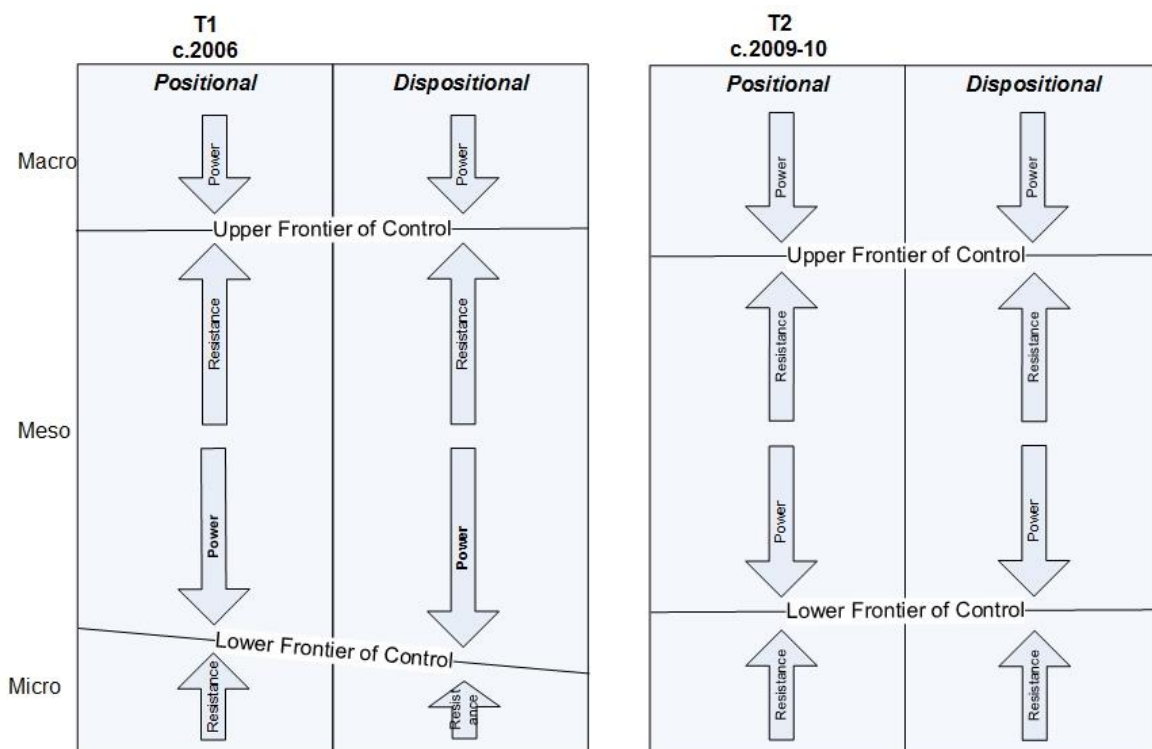 T1
c.2006
Positional
Dispositional
Macro
Power
Power
Upper Frontier of Control
Resistance
Resistance
Meso
Power
Power
Lower Frontier of Control
Micro
Resistance
Resist
ance
T2
c.2009-10
Positional
Dispositional
Power
Power
Upper Frontier of Control
Resistance
Resistance
Power
Power
Lower Frontier of Control
Resistance
Resistance